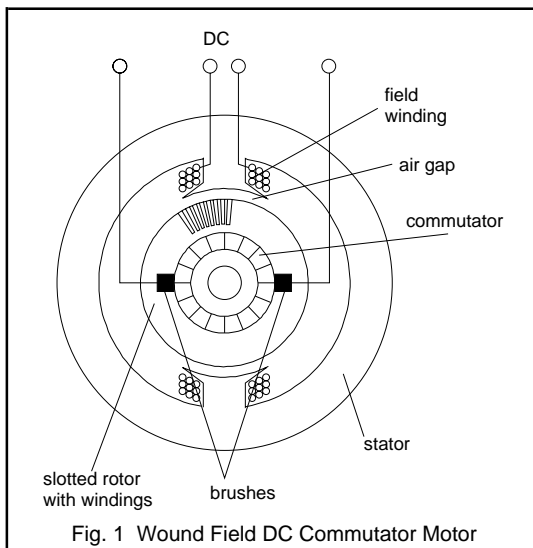 DC
field
winding
air gap
commutator
stator
slotted rotor
with windings
brushes
Fig. 1 Wound Field DC Commutator Motor